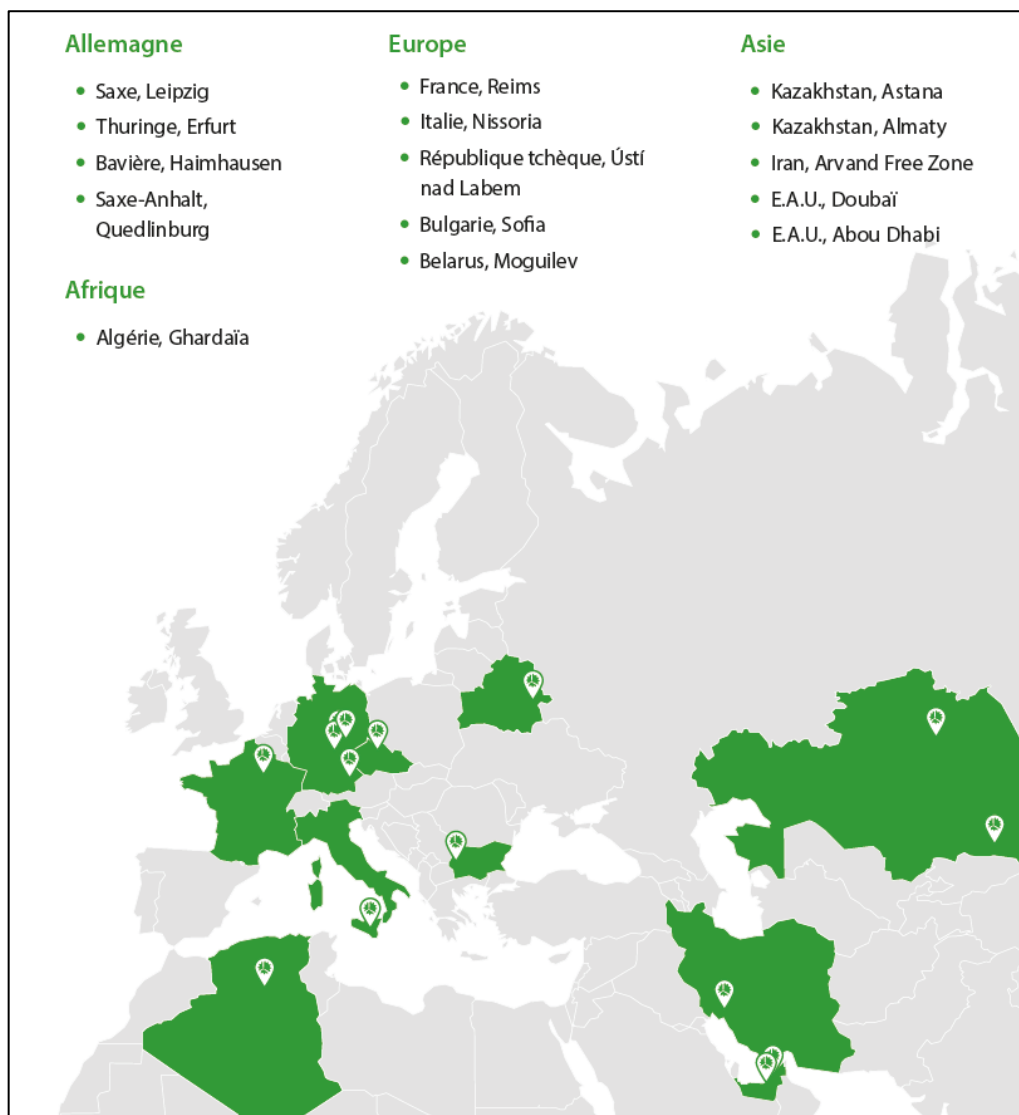 Allemagne
Saxe, Leipzig
Thuringe, Erfurt
Bavière, Haimhausen
Saxe-Anhalt,
Quedlinburg
Afrique
Algérie, Ghardaïa
Europe
France, Reims
Italie, Nissoria
République tchèque, Ústí
nad Labem
Bulgarie, Sofia
Belarus, Moguilev
Asie
Kazakhstan, Astana
Kazakhstan, Almaty
Iran, Arvand Free Zone
E.A.U., Doubaï
E.A.U., Abou Dhabi